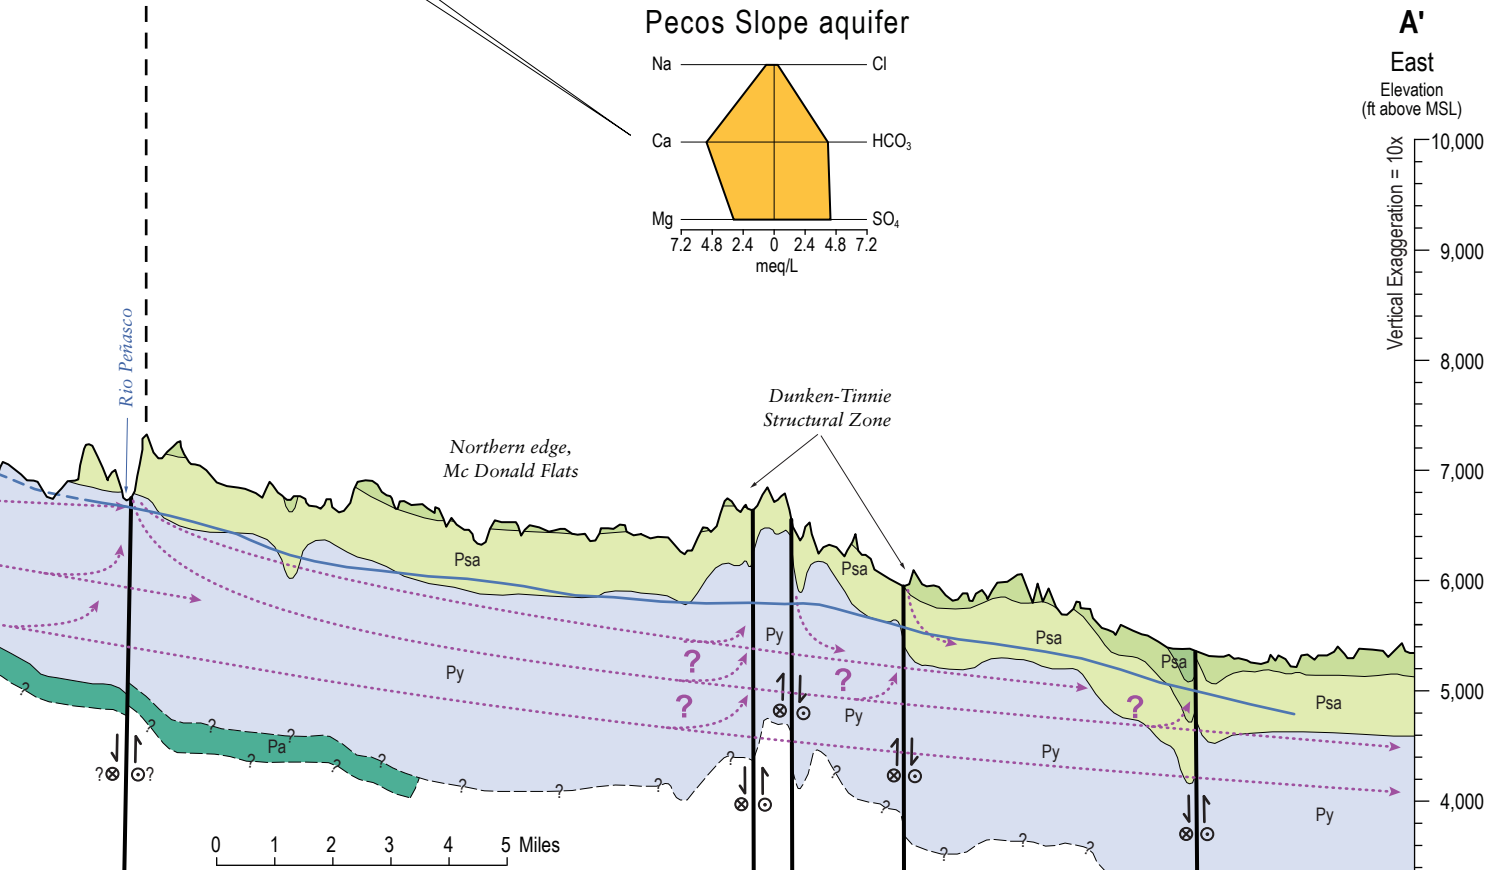 Pecos Slope aquifer
A'
East
Elevation
(ft above MSL)
Na
Cl
Ca
HCO3
Mg
SO4
7.2 4.8 2.4 0 2.4 4.8 7.2
meq/L
Vertical Exaggeration = 10x
10,000
9,000
8,000
7,000
6,000
5,000
4,000
Rio Peñasco
Dunken-Tinnie
Structural Zone
Northern edge,
Mc Donald Flats
Psa
Psa
Psa
Psa
Psa
Py
Py
Py
Py
Py
Pa
? ? ? ?
? ?
? ? ? ? ? ? ? ? ? ? ? ? ? ? ? ?
0 1 2 3 4 5 Miles